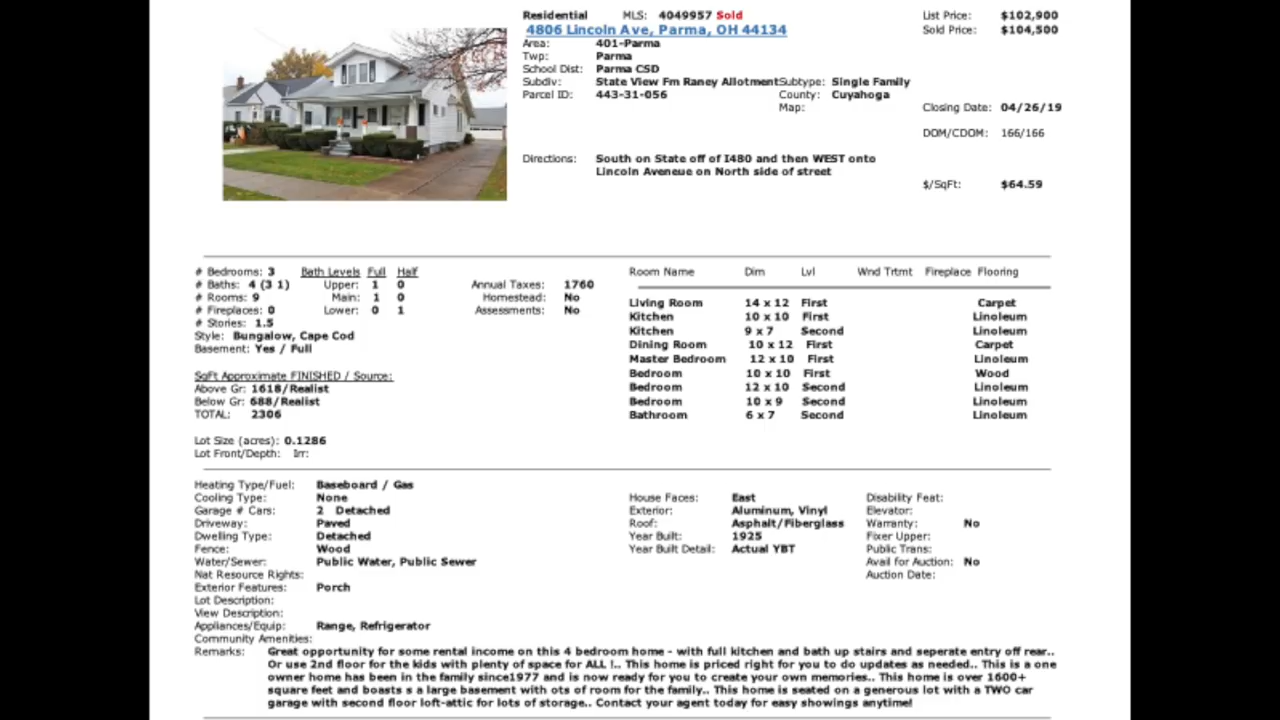 Residential MLS: 4049957 Sold List Price: $102,900
4806 Lincoln Ave, Parma, OH 44134 Sold Price: $104,500
Area: 401-Parma
Twp: Parma
School Dist: Parma CSD
Subdiv: State View Fm Raney Allotment Subtype: Single Family
Parcel ID: 443-31-056 County: Cuyahoga
Map: Closing Date: 04/26/19
DOM/CDOM: 166/166
Directions: South on State off of I480 and then WEST onto
Lincoln Aveneue on North side of street
$/SqFt: $64.59
# Bedrooms: 3 Bath Levels Full Half
# Baths: 4 (3 1) Upper: 1 0 Annual Taxes: 1760
# Rooms: 9 Main: 1 0 Homestead: No
# Fireplaces: 0 Lower: 0 1 Assessments: No
# Stories: 1.5
Style: Bungalow, Cape Cod
Basement: Yes / Full
SqFt Approximate FINISHED / Source:
Above Gr: 1618/Realist
Below Gr: 688/Realist
TOTAL: 2306
Lot Size (acres): 0.1286
Lot Front/Depth: Irr:
Room Name Dim Lvl Wnd Trtmt Fireplace Flooring
Living Room 14 x 12 First Carpet
Kitchen 10 x 10 First Linoleum
Kitchen 9 x 7 Second Linoleum
Dining Room 10 x 12 First Carpet
Master Bedroom 12 x 10 First Linoleum
Bedroom 10 x 10 First Wood
Bedroom 12 x 10 Second Linoleum
Bedroom 10 x 9 Second Linoleum
Bathroom 6 x 7 Second Linoleum
Heating Type/Fuel: Baseboard / Gas
Cooling Type: None House Faces: East Disability Feat:
Garage # Cars: 2 Detached Exterior: Aluminum, Vinyl Elevator:
Driveway: Paved Roof: Asphalt/Fiberglass Warranty: No
Dwelling Type: Detached Year Built: 1925 Fixer Upper:
Fence: Wood Year Built Detail: Actual YBT Public Trans:
Water/Sewer: Public Water, Public Sewer Avail for Auction: No
Nat Resource Rights: Auction Date:
Exterior Features: Porch
Lot Description:
View Description:
Appliances/Equip: Range, Refrigerator
Community Amenities:
Remarks: Great opportunity for some rental income on this 4 bedroom home - with full kitchen and bath up stairs and seperate entry off rear..
Or use 2nd floor for the kids with plenty of space for ALL !.. This home is priced right for you to do updates as needed.. This is a one
owner home has been in the family since1977 and is now ready for you to create your own memories.. This home is over 1600+
square feet and boasts s a large basement with ots of room for the family.. This home is seated on a generous lot with a TWO car
garage with second floor loft-attic for lots of storage.. Contact your agent today for easy showings anytime!